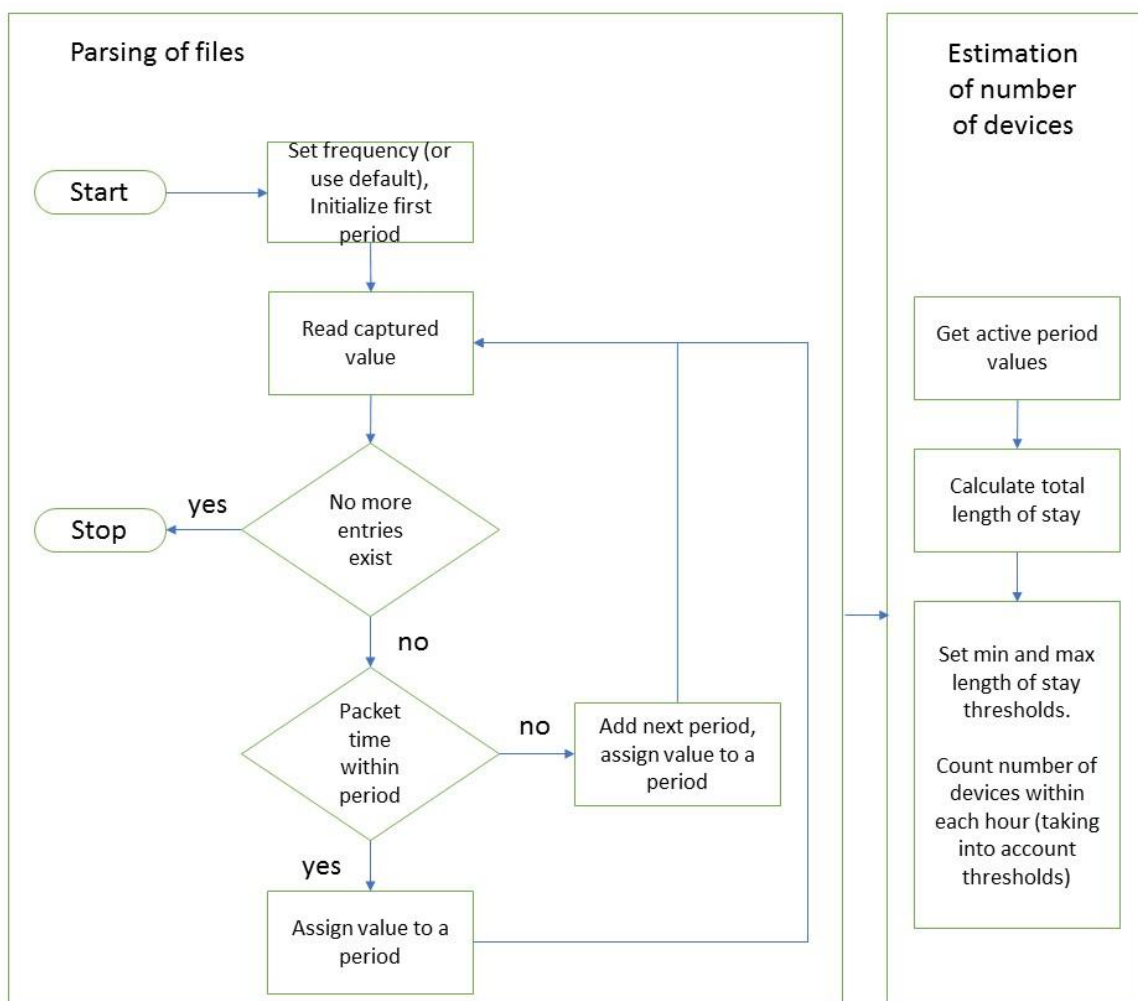 Parsing of files
Start
Set frequency (or
use default),
Initialize first
period
Read captured
value
No more
entries
exist
yes
Stop
no
Packet
time
within
period
no
Add next period,
assign value to a
period
yes
Assign value to a
period
Estimation
of number
of devices
Get active period
values
Calculate total
length of stay
Set min and max
length of stay
thresholds.
Count number of
devices within
each hour (taking
into account
thresholds)